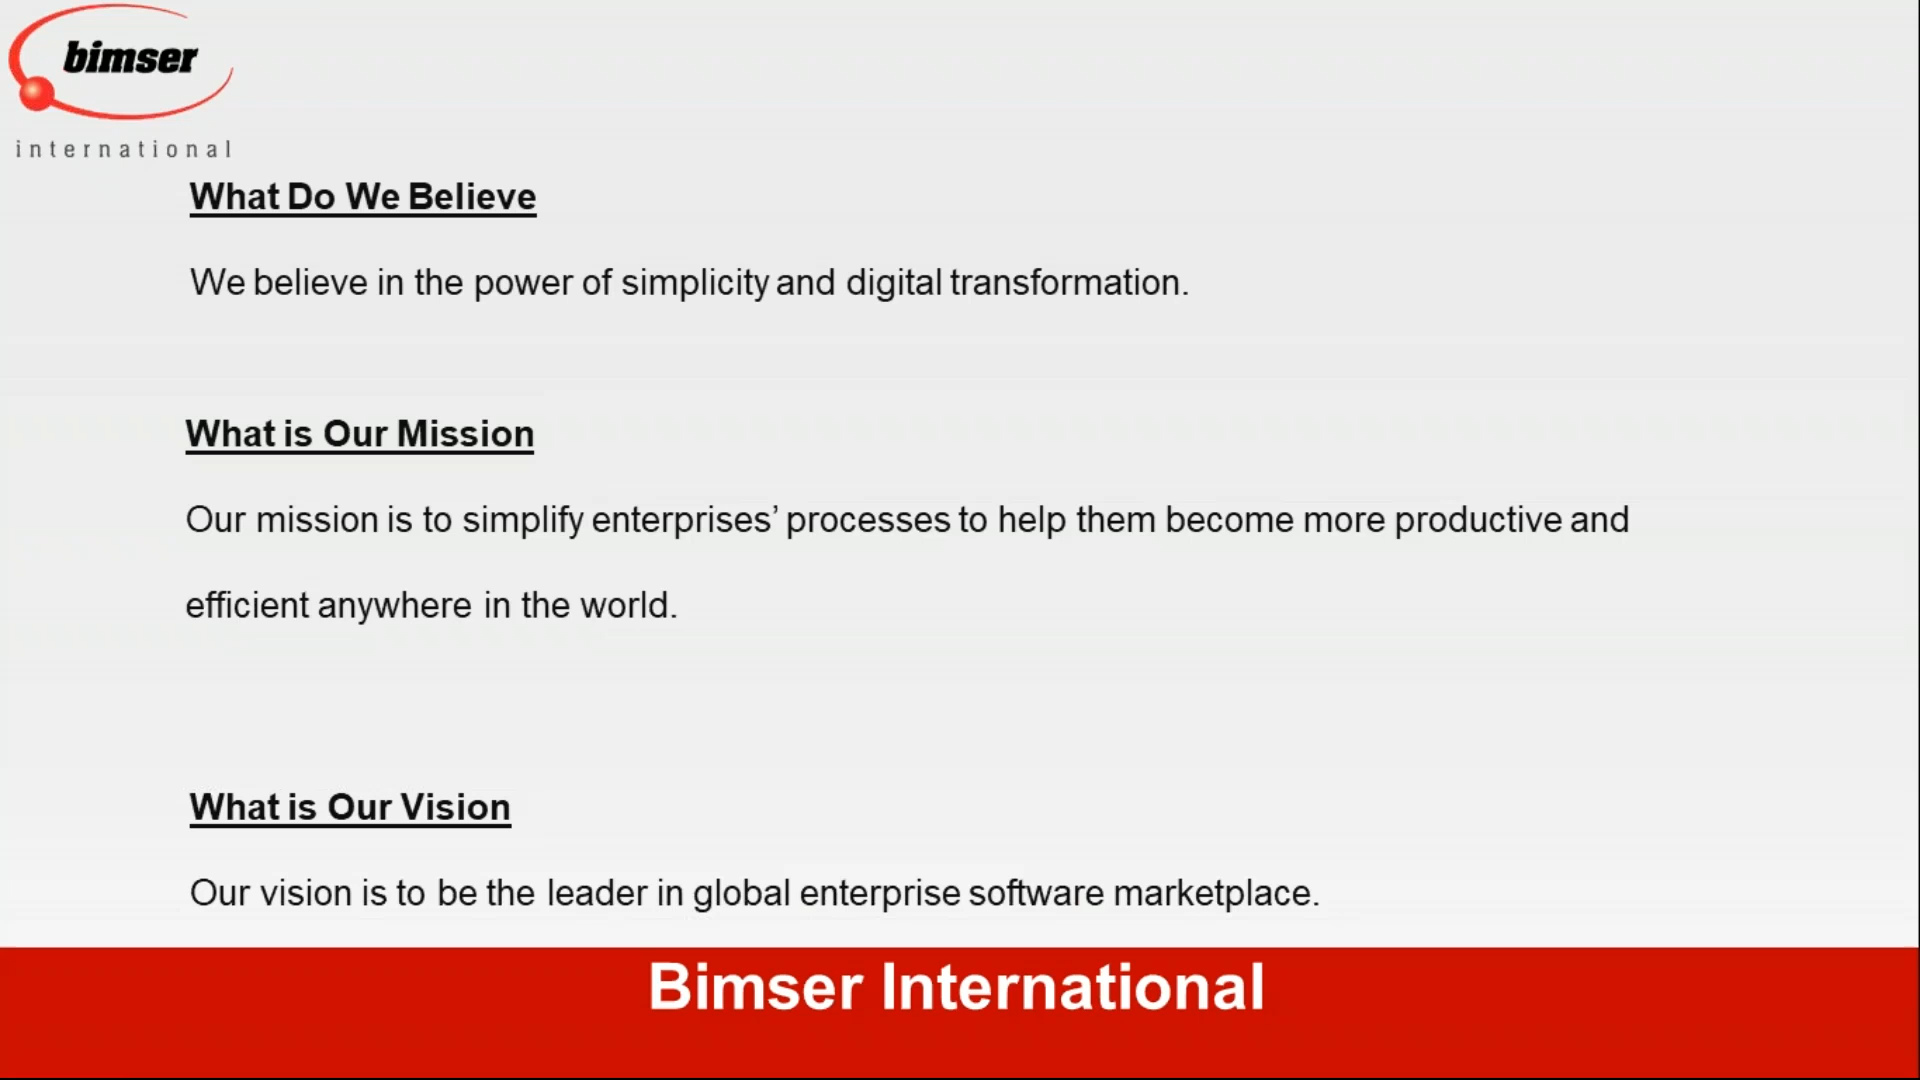 bimser
international
What Do We Believe
We believe in the power of simplicity and digital transformation.
What is Our Mission
Our mission is to simplify enterprises’ processes to help them become more productive and
efficient anywhere in the world.
What is Our Vision
Our vision is to be the leader in global enterprise software marketplace.
Bimser International